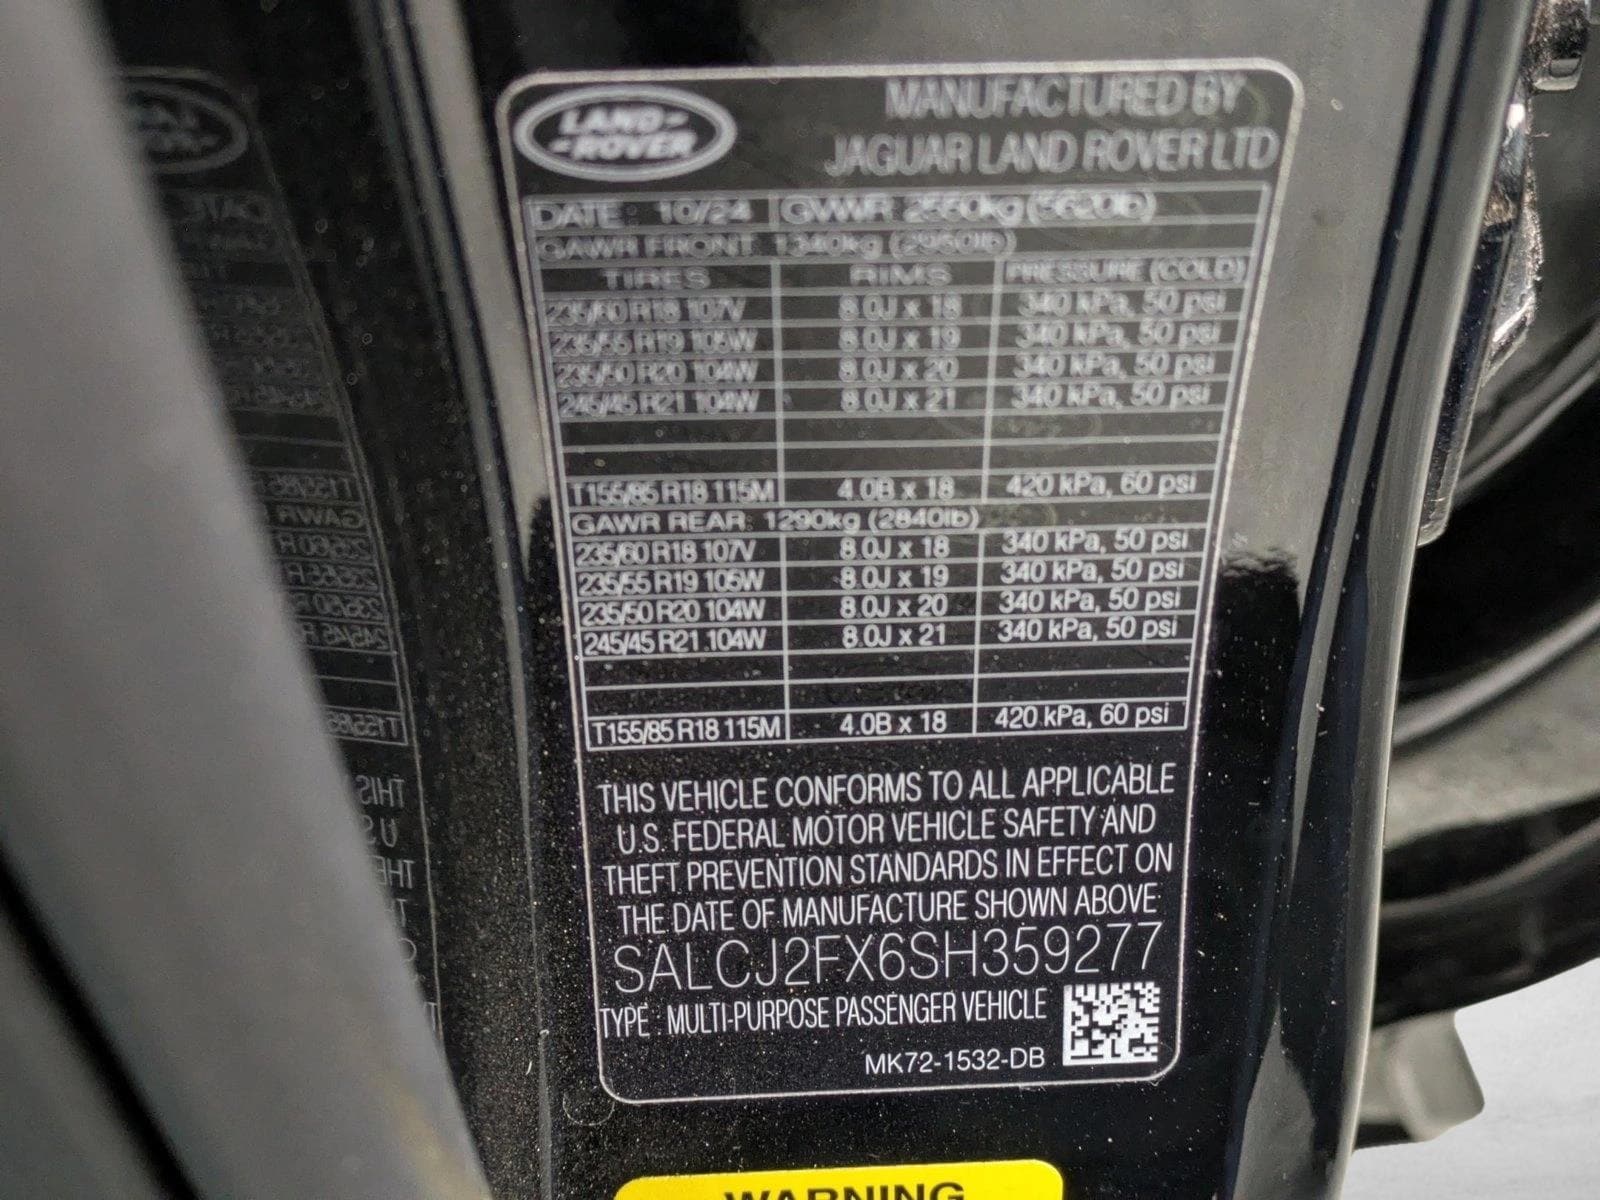 LAND-
-ROVER
MANUFACTURED BY
JAGUAR LAND ROVER LTD
DATE: 10/24 GVWR 2550kg (5620lb)
GAWR FRONT: 1340kg (2950lb)
TIRES RIMS PRESSURE (COLD)
235/60 R18 107V 8.0J x 18 340 kPa, 50 psi
235/55 R19 105W 8.0J x 19 340 kPa, 50 psi
235/50 R20 104W 8.0J x 20 340 kPa, 50 psi
245/45 R21 104W 8.0J x 21 340 kPa, 50 psi
T155/85 R18 115M 4.0B x 18 420 kPa, 60 psi
GAWR REAR: 1290kg (2840lb)
235/60 R18 107V 8.0J x 18 340 kPa, 50 psi
235/55 R19 105W 8.0J x 19 340 kPa, 50 psi
235/50 R20 104W 8.0J x 20 340 kPa, 50 psi
245/45 R21 104W 8.0J x 21 340 kPa, 50 psi
T155/85 R18 115M 4.0B x 18 420 kPa, 60 psi
THIS VEHICLE CONFORMS TO ALL APPLICABLE
U.S. FEDERAL MOTOR VEHICLE SAFETY AND
THEFT PREVENTION STANDARDS IN EFFECT ON
THE DATE OF MANUFACTURE SHOWN ABOVE
SALCJ2FX6SH359277
TYPE : MULTI-PURPOSE PASSENGER VEHICLE
MK72-1532-DB
WARNING